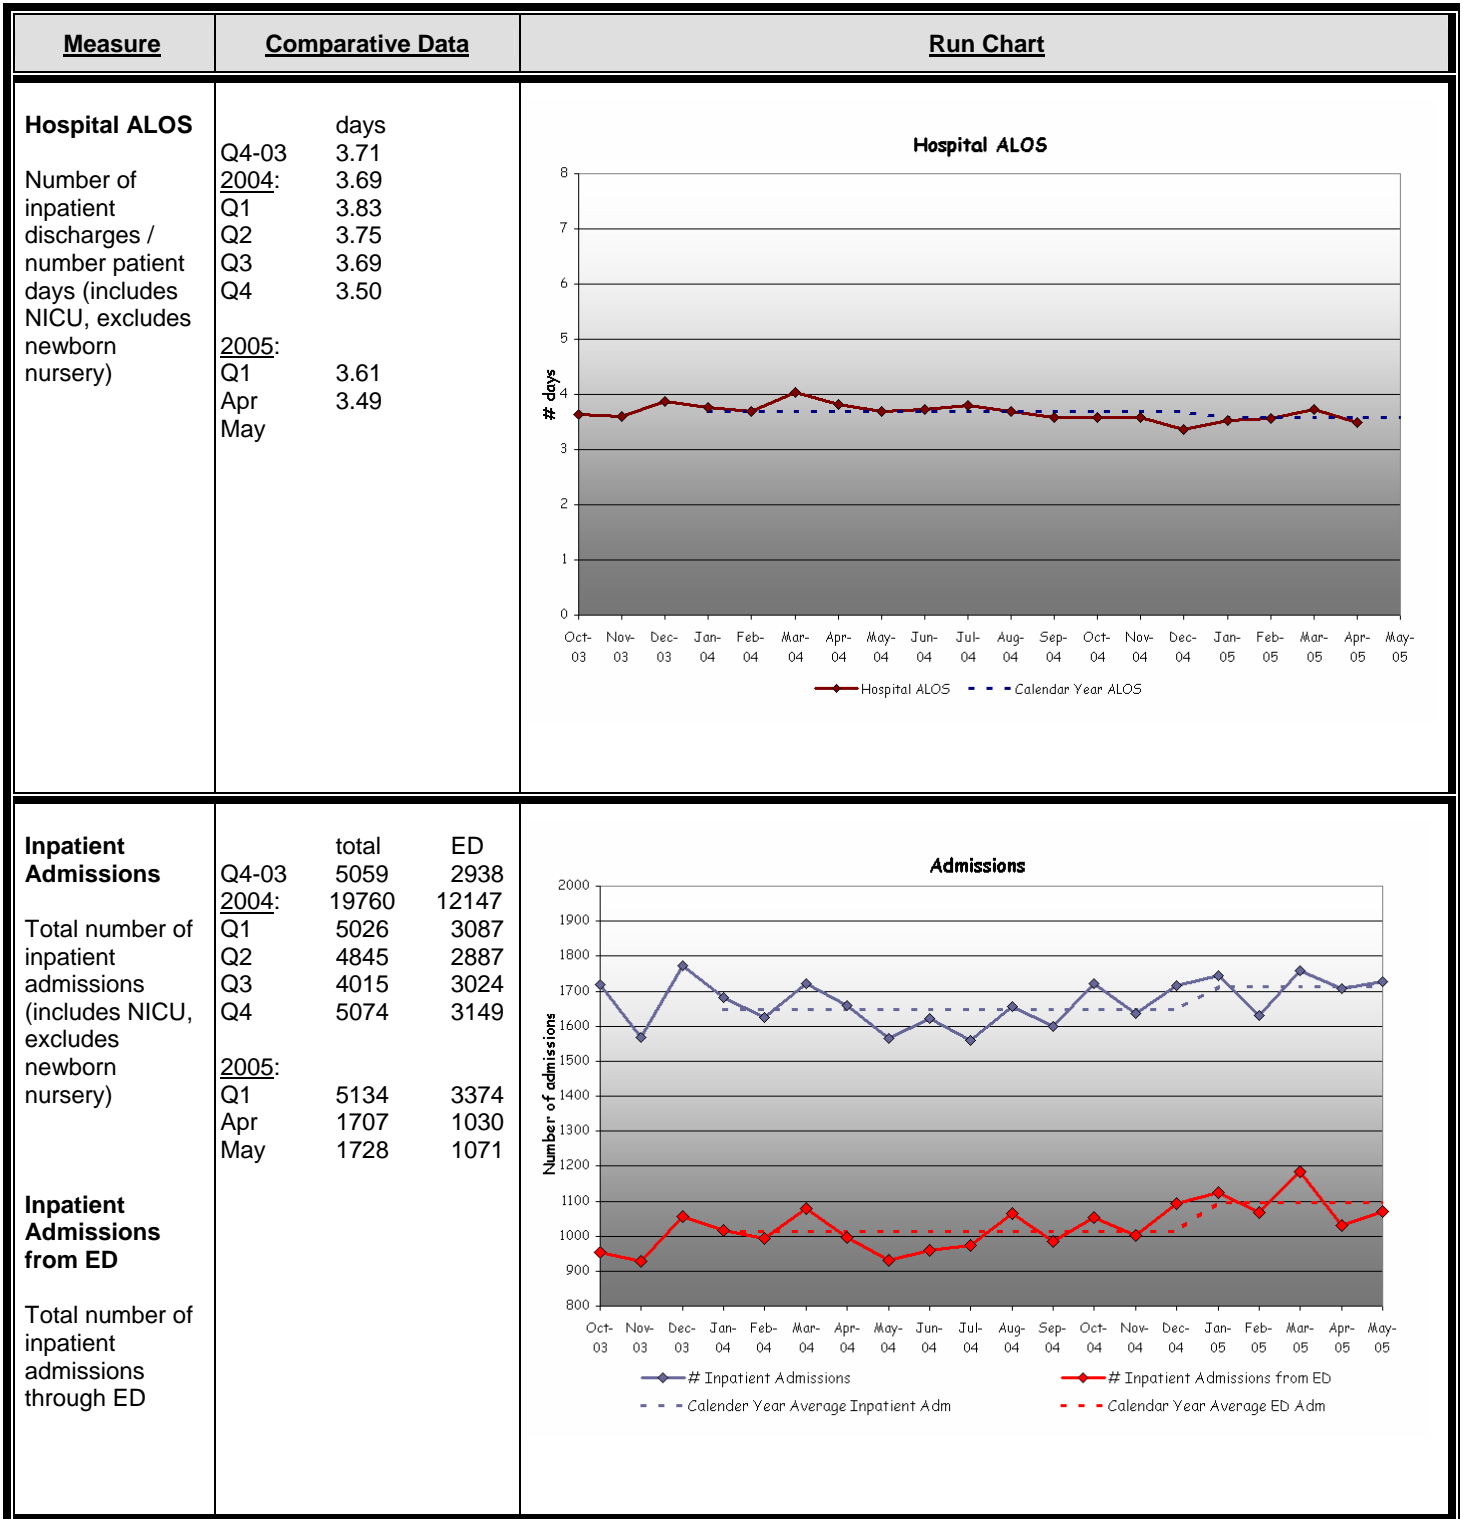 Measure
Comparative Data
Run Chart
Hospital ALOS
Number of
inpatient
discharges /
number patient
days (includes
NICU, excludes
newborn
nursery)
days
Q4-03 3.71
2004: 3.69
Q1 3.83
Q2 3.75
Q3 3.69
Q4 3.50
2005:
Q1 3.61
Apr 3.49
May
Hospital ALOS
# days
8
7
6
5
4
3
2
1
0
Oct- Nov- Dec- Jan- Feb- Mar- Apr- May- Jun- Jul- Aug- Sep- Oct- Nov- Dec- Jan- Feb- Mar- Apr- May-
03 03 03 04 04 04 04 04 04 04 04 04 04 04 04 05 05 05 05 05
Hospital ALOS Calendar Year ALOS
Inpatient
Admissions
Total number of
inpatient
admissions
(includes NICU,
excludes
newborn
nursery)
Inpatient
Admissions
from ED
Total number of
inpatient
admissions
through ED
total ED
Q4-03 5059 2938
2004: 19760 12147
Q1 5026 3087
Q2 4845 2887
Q3 4015 3024
Q4 5074 3149
2005:
Q1 5134 3374
Apr 1707 1030
May 1728 1071
Admissions
Number of admissions
2000
1900
1800
1700
1600
1500
1400
1300
1200
1100
1000
900
800
Oct- Nov- Dec- Jan- Feb- Mar- Apr- May- Jun- Jul- Aug- Sep- Oct- Nov- Dec- Jan- Feb- Mar- Apr- May-
03 03 03 04 04 04 04 04 04 04 04 04 04 04 04 05 05 05 05 05
# Inpatient Admissions # Inpatient Admissions from ED
Calender Year Average Inpatient Adm Calendar Year Average ED Adm